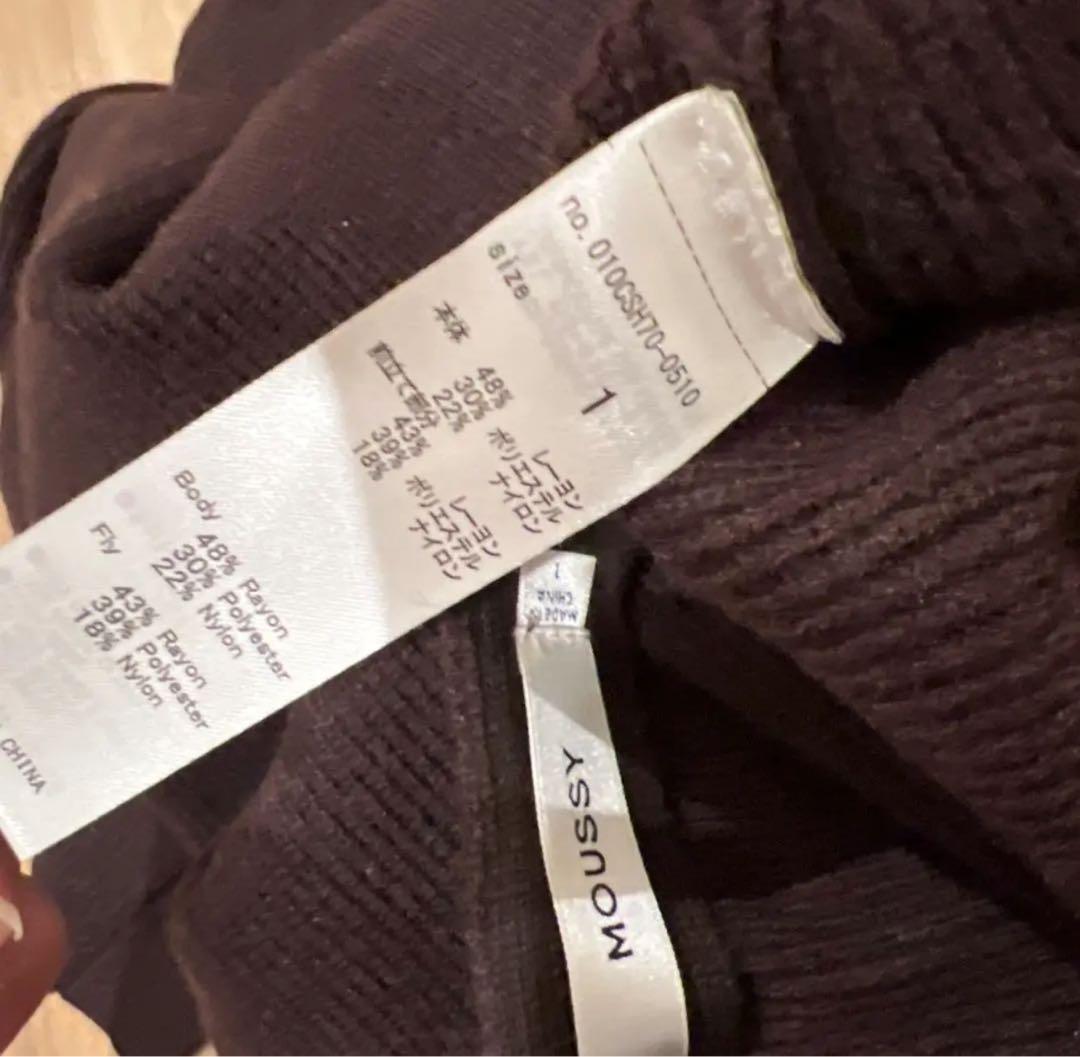 no. 010GSH70-0510
size 1
本体 48% レーヨン
30% ポリエステル
22% ナイロン
前立て部分 43% レーヨン
39% ポリエステル
18% ナイロン
Body 48% Rayon
30% Polyester
22% Nylon
Fly 43% Rayon
39% Polyester
18% Nylon
CHINA
MOUSSY
MADE IN
CHINA
1